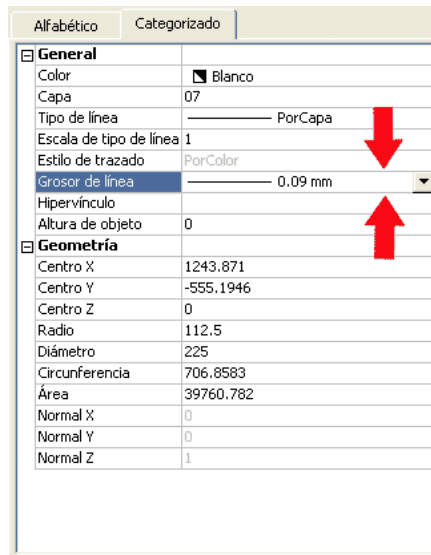 Alfabético Categorizado
General
Color Blanco
Capa 07
Tipo de línea PorCapa
Escala de tipo de línea 1
Estilo de trazado PorColor
Grosor de línea 0.09 mm
Hipervínculo
Altura de objeto 0
Geometría
Centro X 1243.871
Centro Y -555.1946
Centro Z 0
Radio 112.5
Diámetro 225
Circunferencia 706.8583
Área 39760.782
Normal X 0
Normal Y 0
Normal Z 1